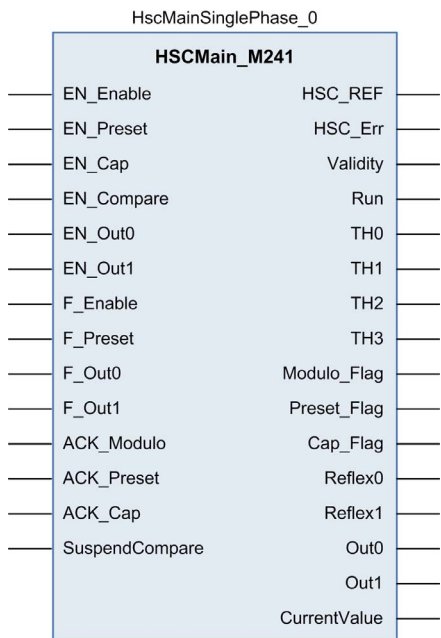 HscMainSinglePhase_0
HSCMain_M241
EN_Enable HSC_REF
EN_Preset HSC_Err
EN_Cap Validity
EN_Compare Run
EN_Out0 TH0
EN_Out1 TH1
F_Enable TH2
F_Preset TH3
F_Out0 Modulo_Flag
F_Out1 Preset_Flag
ACK_Modulo Cap_Flag
ACK_Preset Reflex0
ACK_Cap Reflex1
SuspendCompare Out0
Out1
CurrentValue